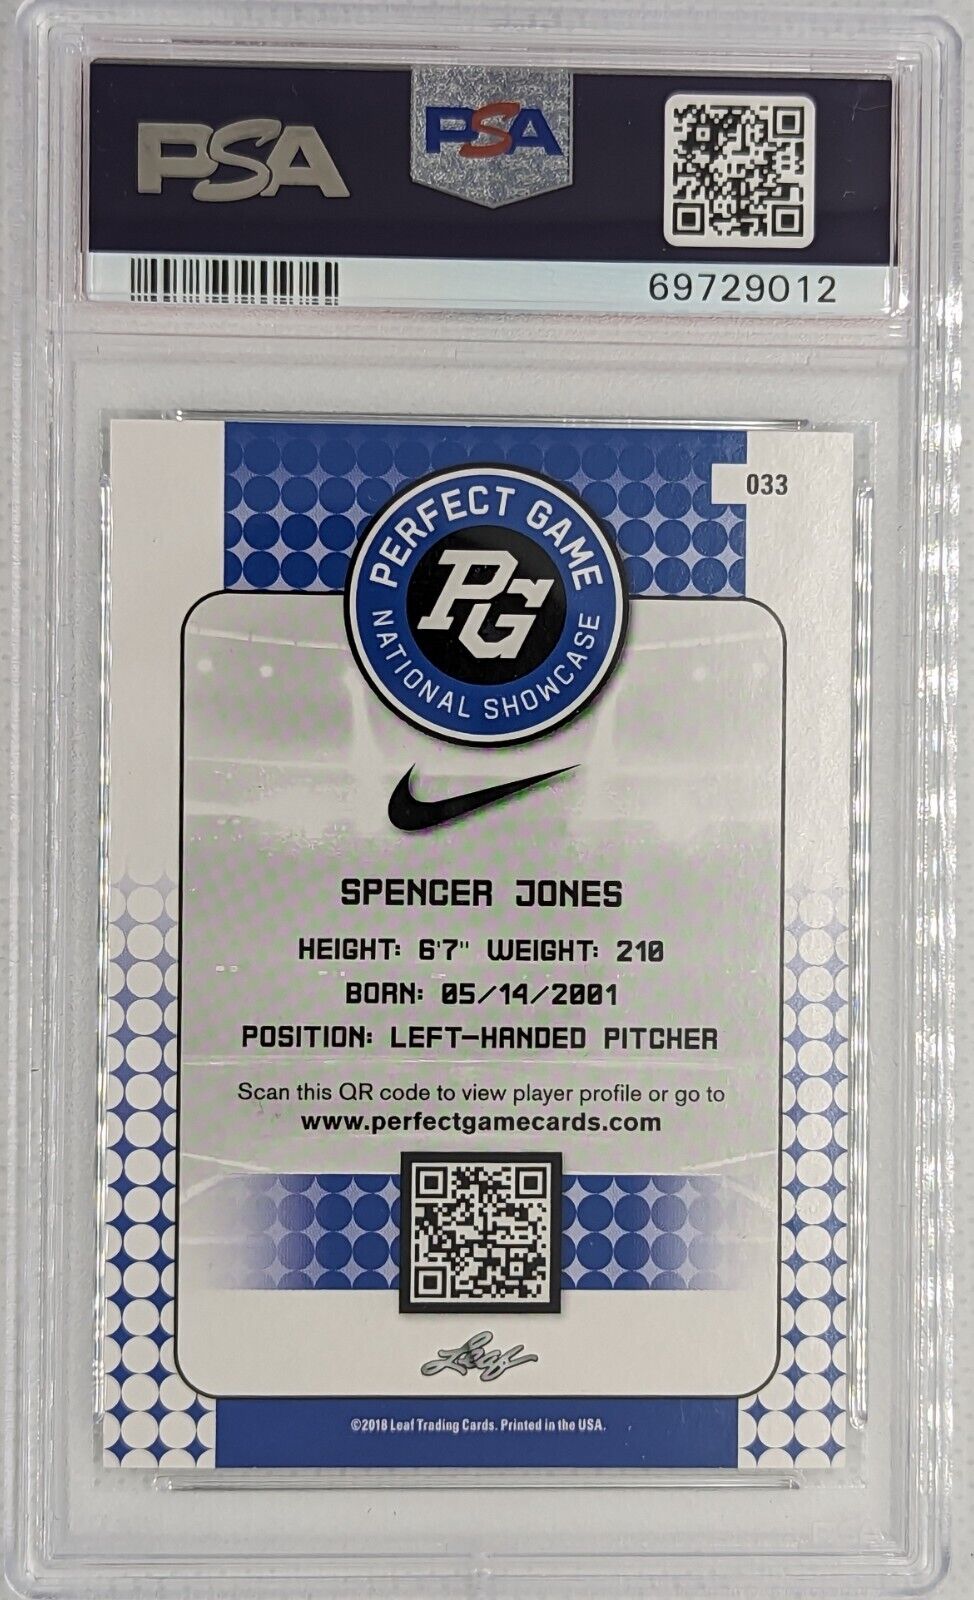 PSA
PSA
69729012
033
PERFECT GAME
PG
NATIONAL SHOWCASE
SPENCER JONES
HEIGHT: 6'7" WEIGHT: 210
BORN: 05/14/2001
POSITION: LEFT-HANDED PITCHER
Scan this QR code to view player profile or go to
www.perfectgamecards.com
Leaf
©2018 Leaf Trading Cards. Printed in the USA.